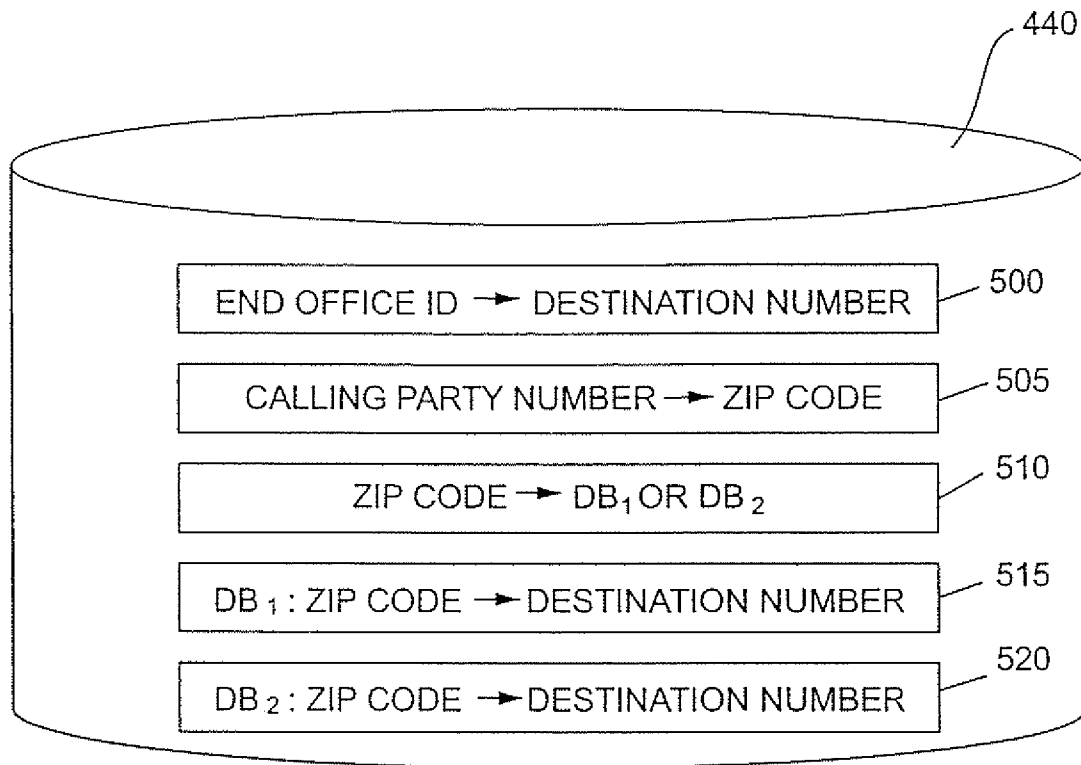 440
END OFFICE ID → DESTINATION NUMBER
500
CALLING PARTY NUMBER → ZIP CODE
505
ZIP CODE → DB₁ OR DB₂
510
DB₁ : ZIP CODE → DESTINATION NUMBER
515
DB₂ : ZIP CODE → DESTINATION NUMBER
520